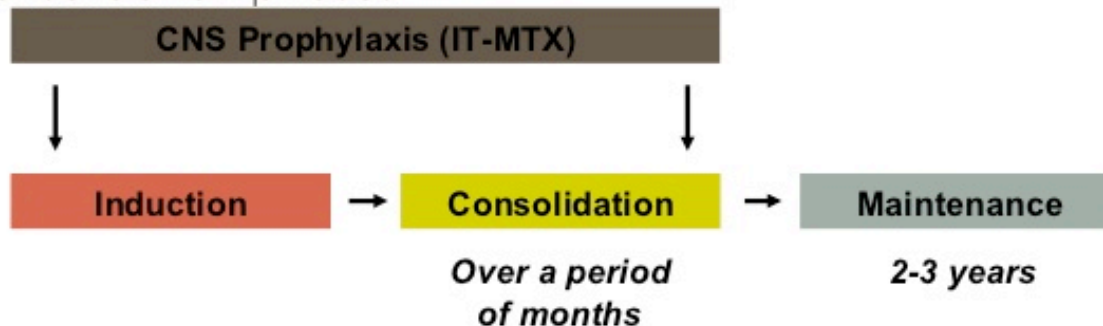 CNS Prophylaxis (IT-MTX)
Induction
Consolidation
Maintenance
Over a period
of months
2-3 years